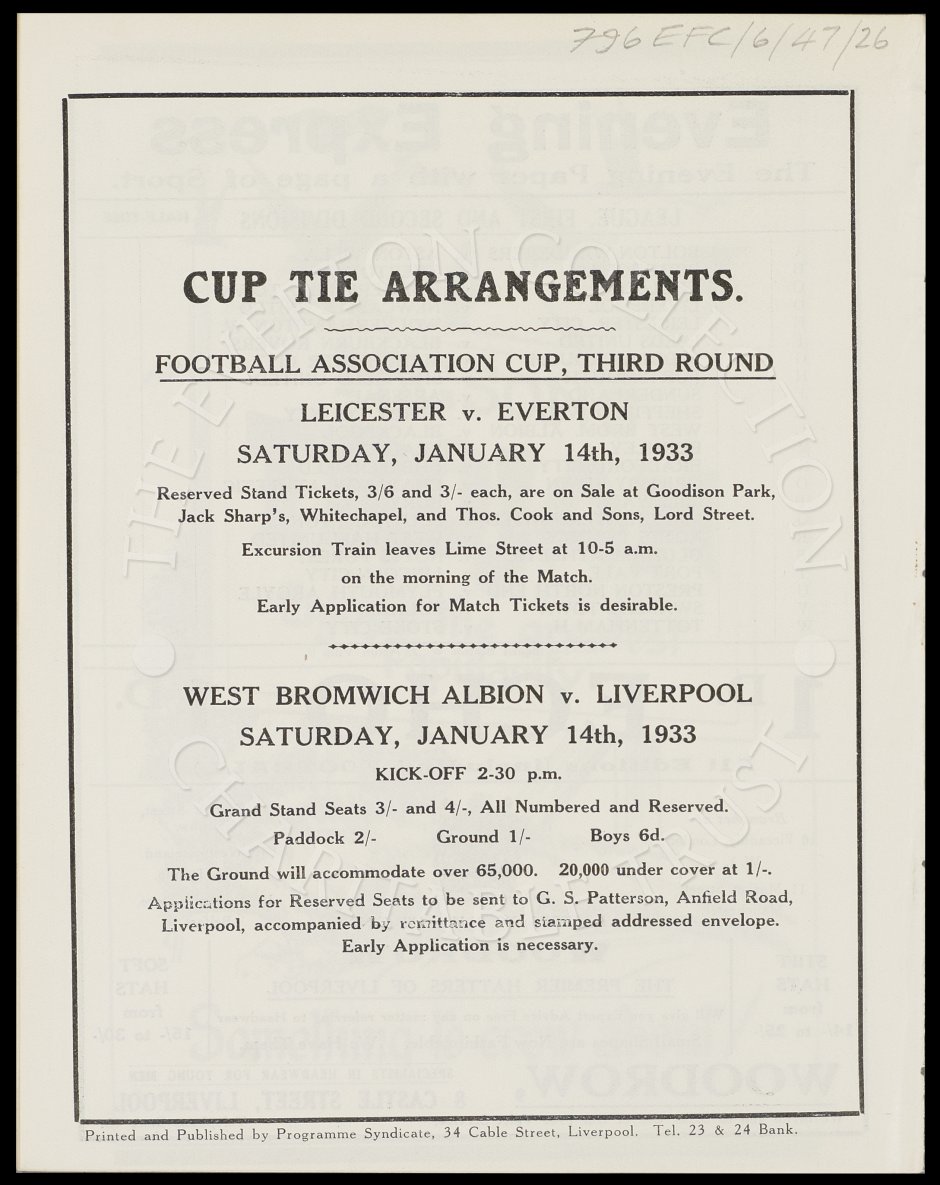 796 EFC/6/47/26
CUP TIE ARRANGEMENTS.
FOOTBALL ASSOCIATION CUP, THIRD ROUND
LEICESTER v. EVERTON
SATURDAY, JANUARY 14th, 1933
Reserved Stand Tickets, 3/6 and 3/- each, are on Sale at Goodison Park,
Jack Sharp's, Whitechapel, and Thos. Cook and Sons, Lord Street.
Excursion Train leaves Lime Street at 10-5 a.m.
on the morning of the Match.
Early Application for Match Tickets is desirable.
WEST BROMWICH ALBION v. LIVERPOOL
SATURDAY, JANUARY 14th, 1933
KICK-OFF 2-30 p.m.
Grand Stand Seats 3/- and 4/-, All Numbered and Reserved.
Paddock 2/- Ground 1/- Boys 6d.
The Ground will accommodate over 65,000. 20,000 under cover at 1/-.
Applications for Reserved Seats to be sent to G. S. Patterson, Anfield Road,
Liverpool, accompanied by remittance and stamped addressed envelope.
Early Application is necessary.
Printed and Published by Programme Syndicate, 34 Cable Street, Liverpool. Tel. 23 & 24 Bank.
THE EVERTON COLLECTION
CHARITABLE TRUST